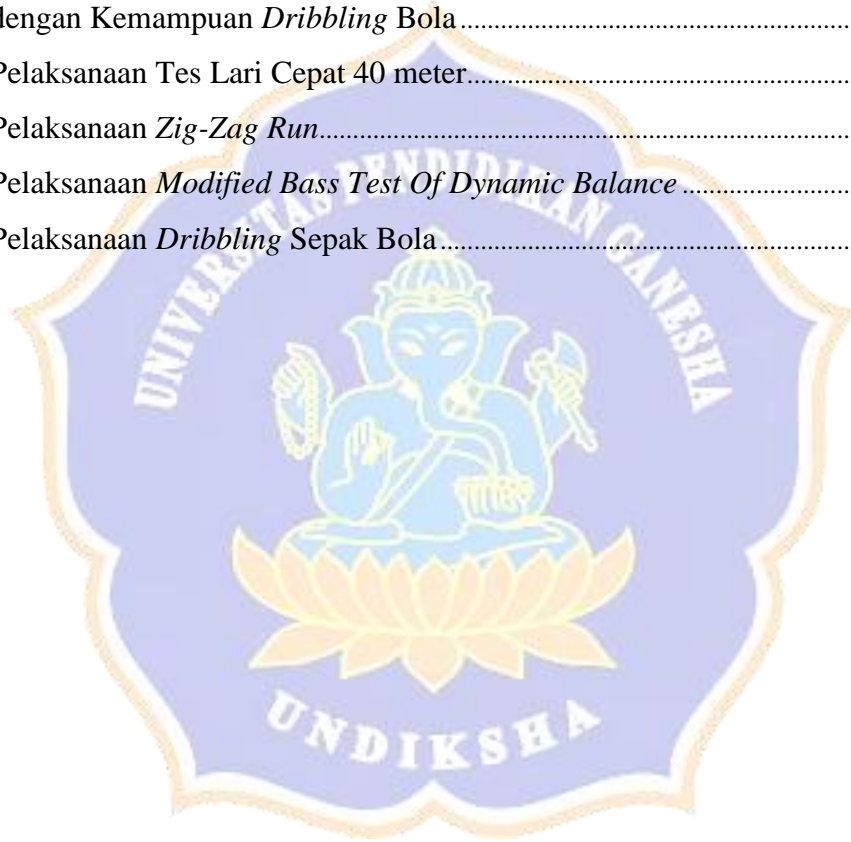 dengan Kemampuan Dribbling Bola
Pelaksanaan Tes Lari Cepat 40 meter
Pelaksanaan Zig-Zag Run
Pelaksanaan Modified Bass Test Of Dynamic Balance
Pelaksanaan Dribbling Sepak Bola
UNIVERSITAS PENDIDIKAN GANESHA
UNDIKSHA